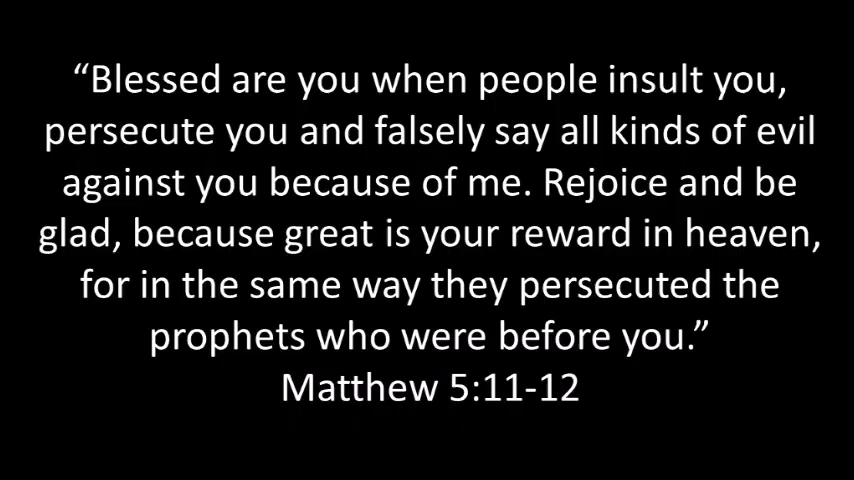 “Blessed are you when people insult you,
persecute you and falsely say all kinds of evil
against you because of me. Rejoice and be
glad, because great is your reward in heaven,
for in the same way they persecuted the
prophets who were before you.”
Matthew 5:11-12